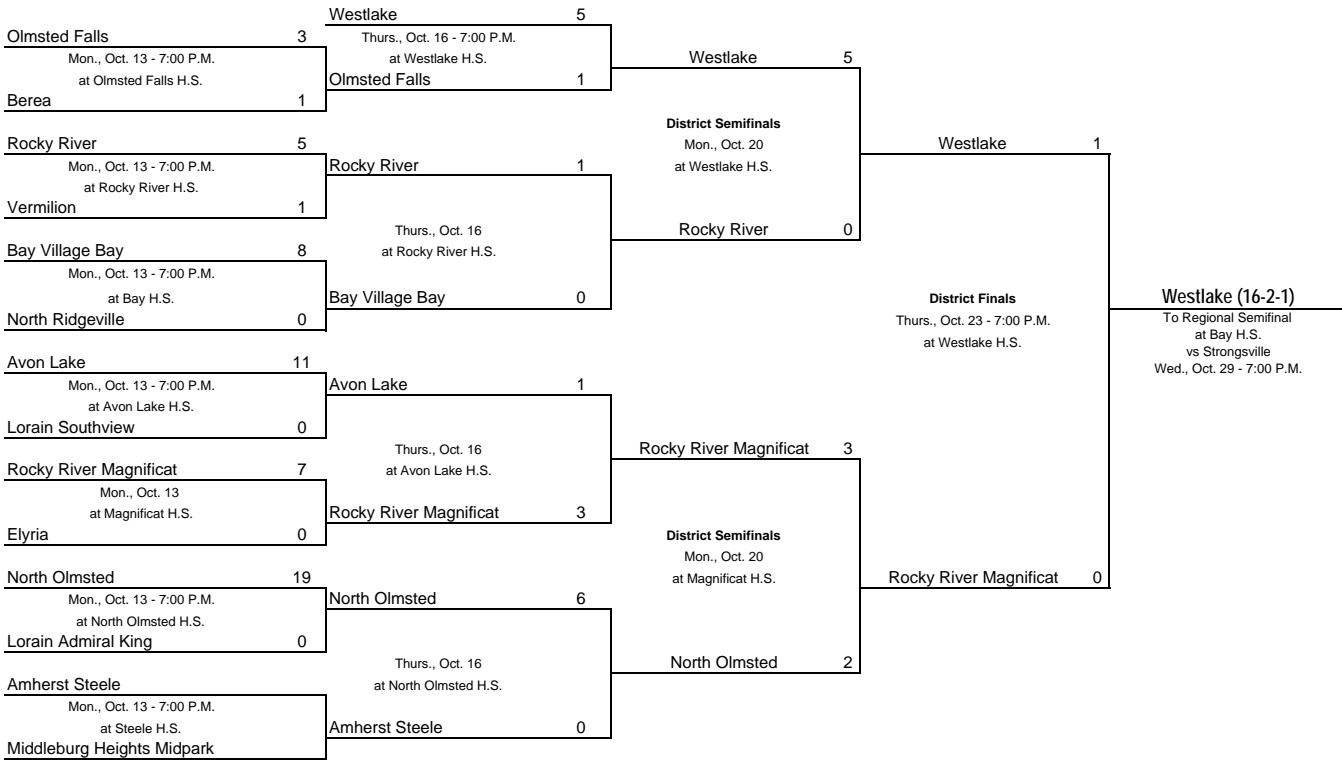 Olmsted Falls 3
Mon., Oct. 13 - 7:00 P.M.
at Olmsted Falls H.S.
Berea 1
Rocky River 5
Mon., Oct. 13 - 7:00 P.M.
at Rocky River H.S.
Vermilion 1
Bay Village Bay 8
Mon., Oct. 13 - 7:00 P.M.
at Bay H.S.
North Ridgeville 0
Avon Lake 11
Mon., Oct. 13 - 7:00 P.M.
at Avon Lake H.S.
Lorain Southview 0
Rocky River Magnificat 7
Mon., Oct. 13
at Magnificat H.S.
Elyria 0
North Olmsted 19
Mon., Oct. 13 - 7:00 P.M.
at North Olmsted H.S.
Lorain Admiral King 0
Amherst Steele
Mon., Oct. 13 - 7:00 P.M.
at Steele H.S.
Middleburg Heights Midpark
Westlake 5
Thurs., Oct. 16 - 7:00 P.M.
at Westlake H.S.
Olmsted Falls 1
Rocky River 1
Thurs., Oct. 16
at Rocky River H.S.
Bay Village Bay 0
Avon Lake 1
Thurs., Oct. 16
at Avon Lake H.S.
Rocky River Magnificat 3
North Olmsted 6
Thurs., Oct. 16
at North Olmsted H.S.
Amherst Steele 0
Westlake 5
District Semifinals
Mon., Oct. 20
at Westlake H.S.
Rocky River 0
Rocky River Magnificat 3
District Semifinals
Mon., Oct. 20
at Magnificat H.S.
North Olmsted 2
Westlake 1
District Finals
Thurs., Oct. 23 - 7:00 P.M.
at Westlake H.S.
Rocky River Magnificat 0
Westlake (16-2-1)
To Regional Semifinal
at Bay H.S.
vs Strongsville
Wed., Oct. 29 - 7:00 P.M.